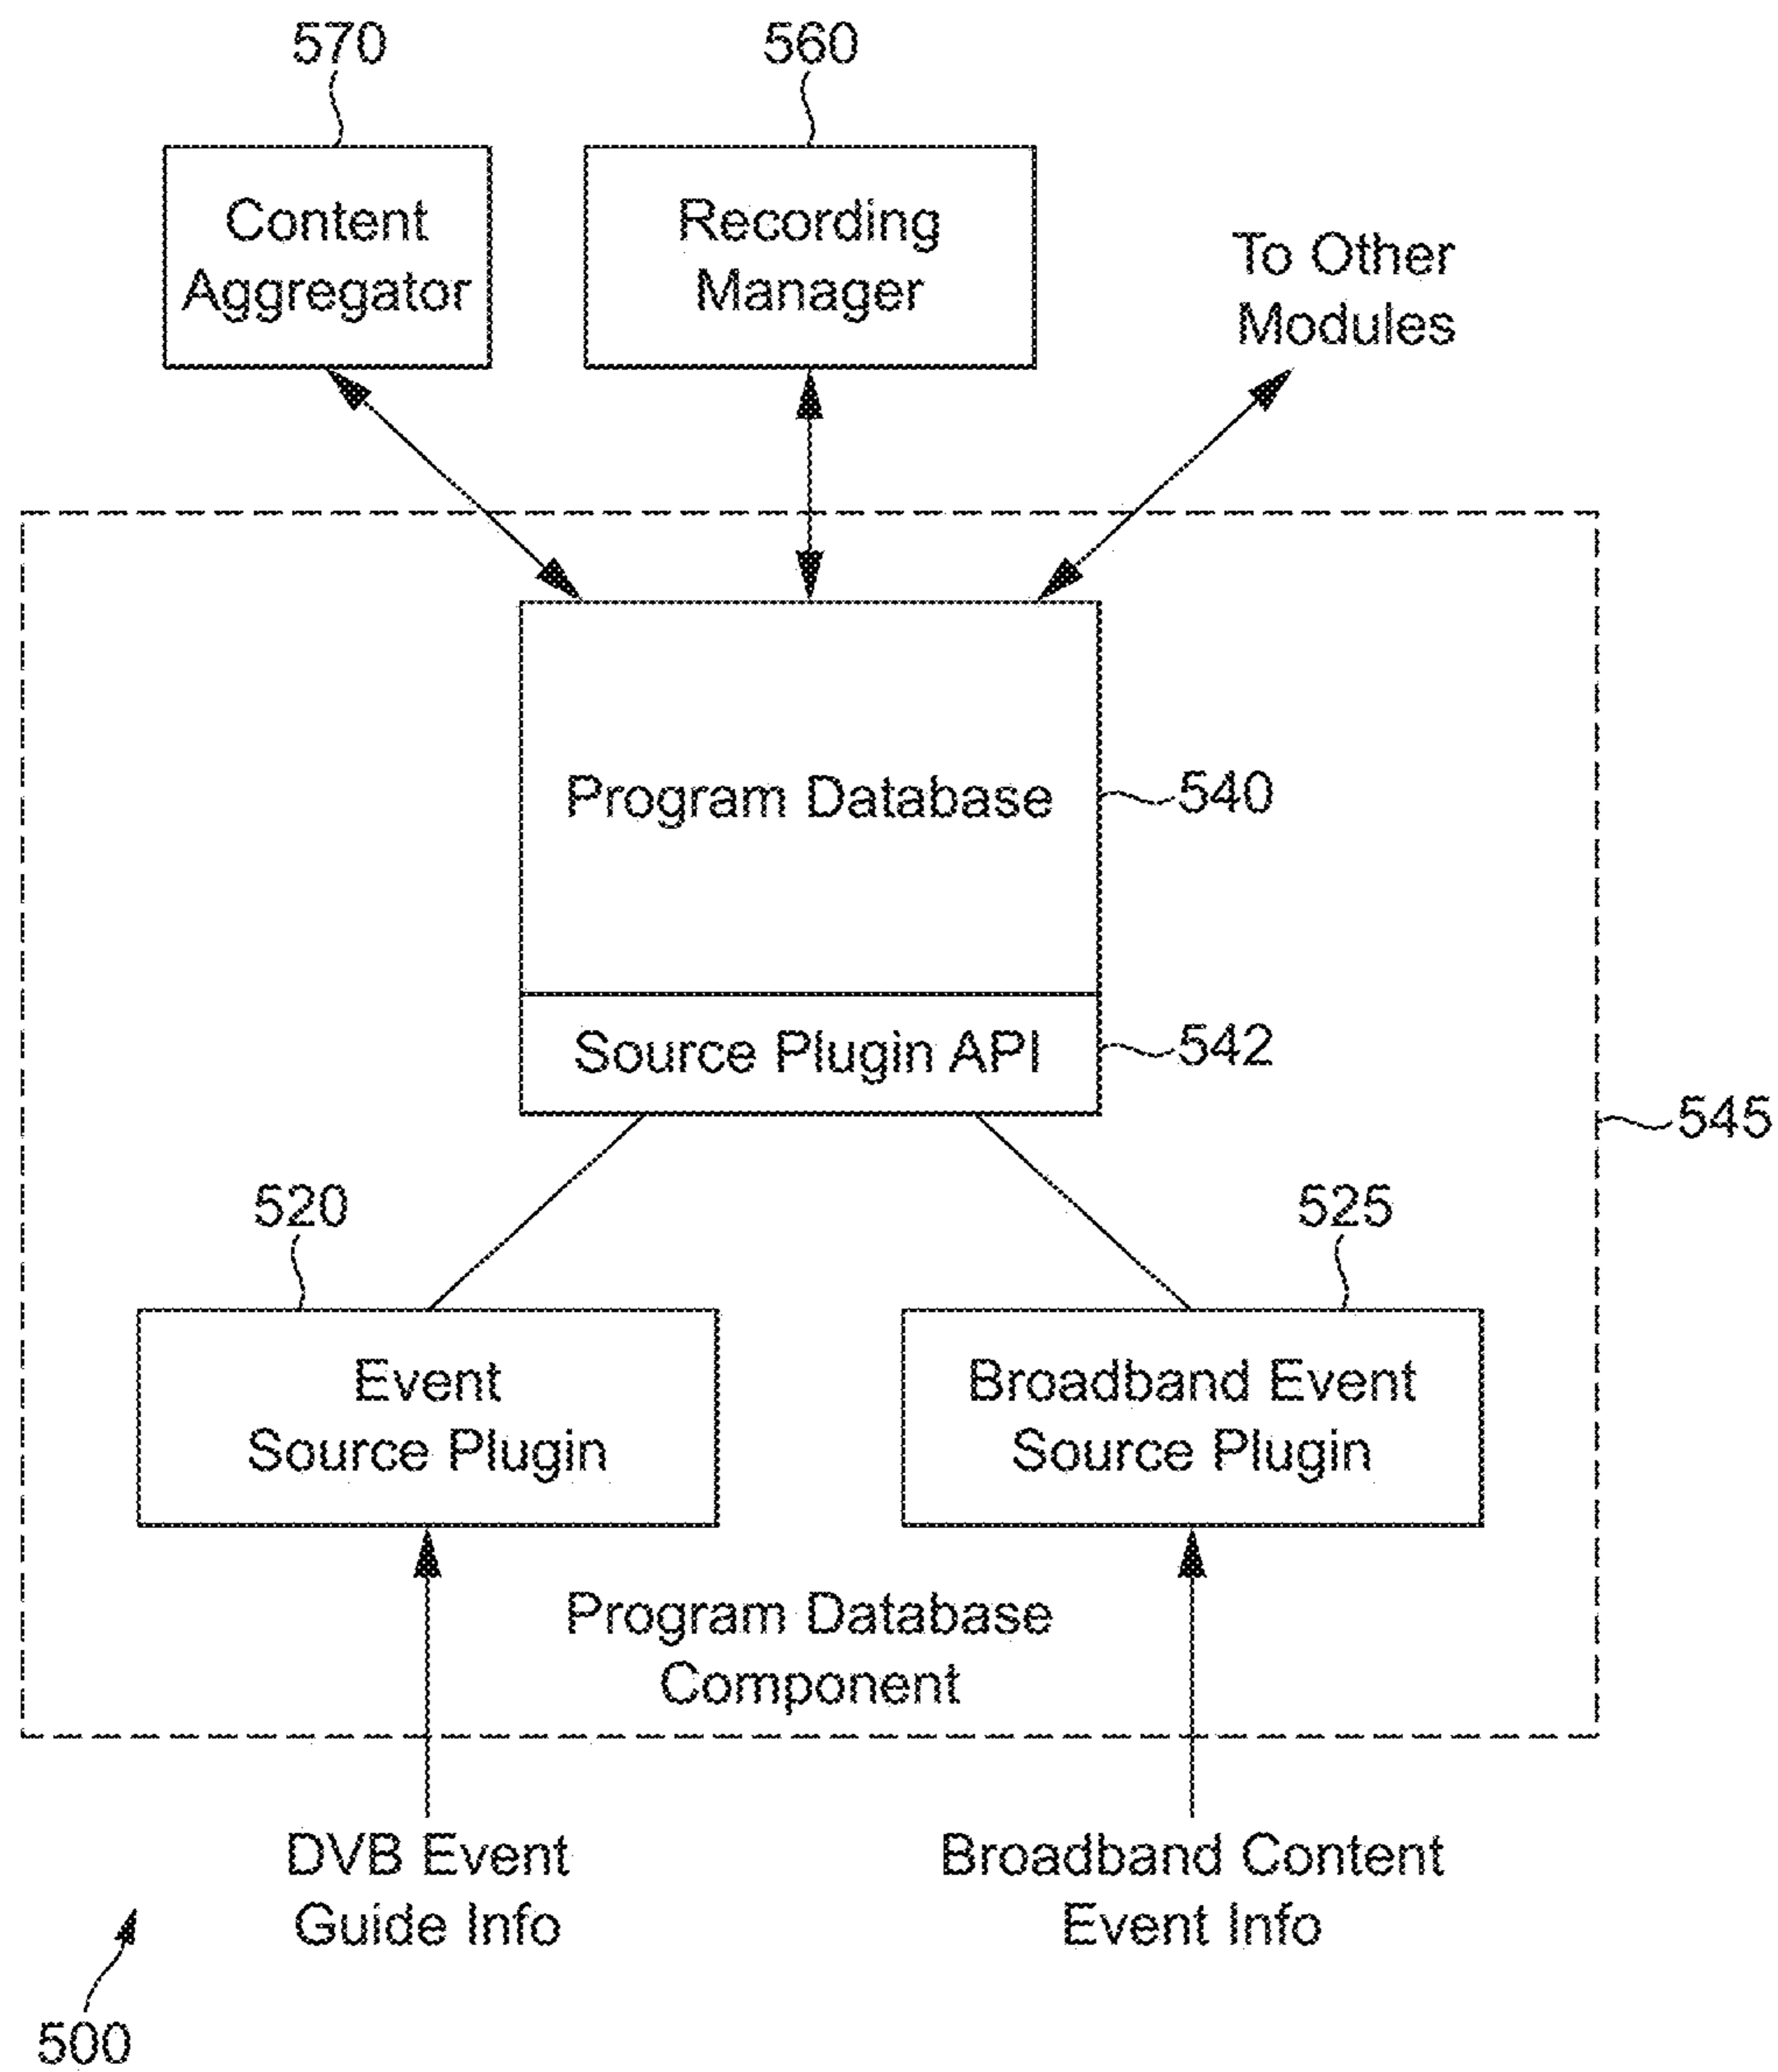 570
560
Content
Aggregator
Recording
Manager
To Other
Modules
Program Database
540
Source Plugin API
542
545
520
525
Event
Source Plugin
Broadband Event
Source Plugin
Program Database
Component
DVB Event
Guide Info
Broadband Content
Event Info
500